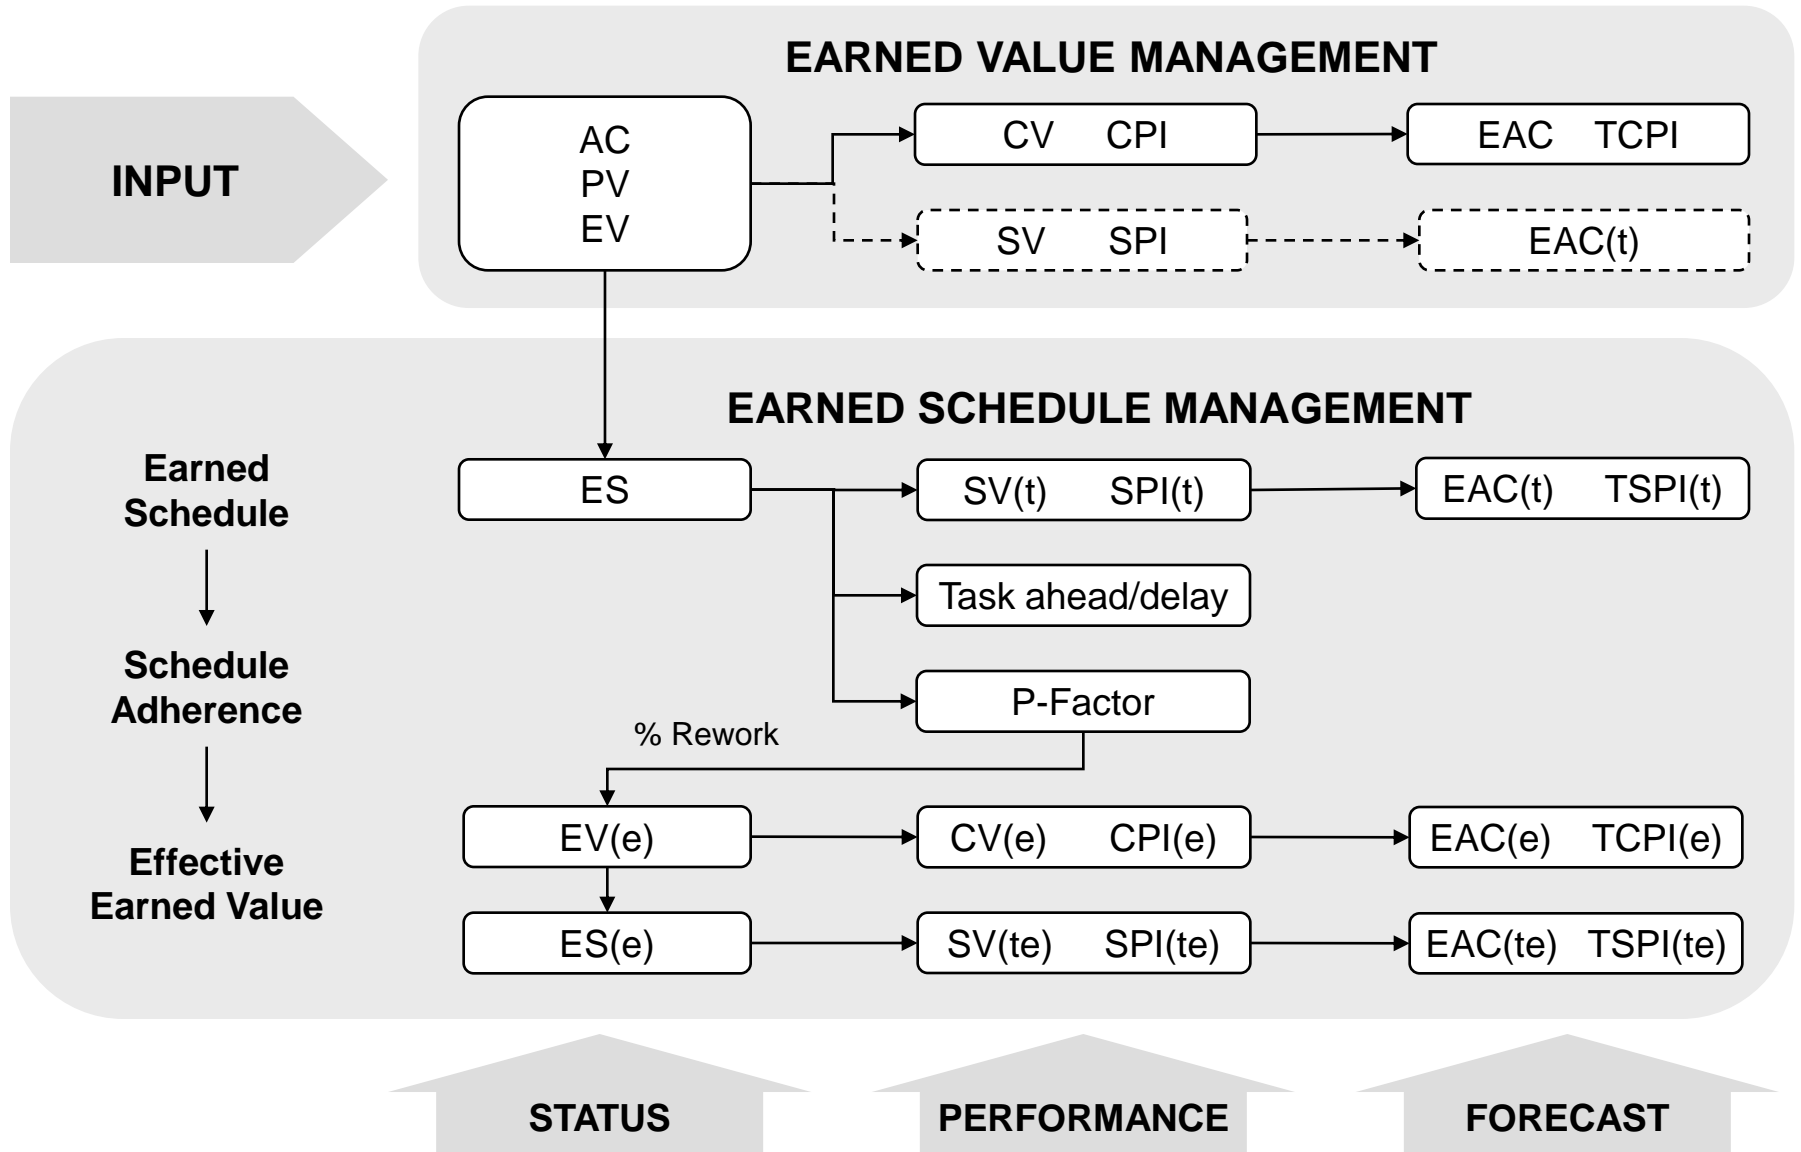 EARNED VALUE MANAGEMENT
INPUT
AC
PV
EV
CV CPI
EAC TCPI
SV SPI
EAC(t)
EARNED SCHEDULE MANAGEMENT
Earned
Schedule
Schedule
Adherence
Effective
Earned Value
ES
SV(t) SPI(t)
EAC(t) TSPI(t)
Task ahead/delay
P-Factor
% Rework
EV(e)
CV(e) CPI(e)
EAC(e) TCPI(e)
ES(e)
SV(te) SPI(te)
EAC(te) TSPI(te)
STATUS
PERFORMANCE
FORECAST